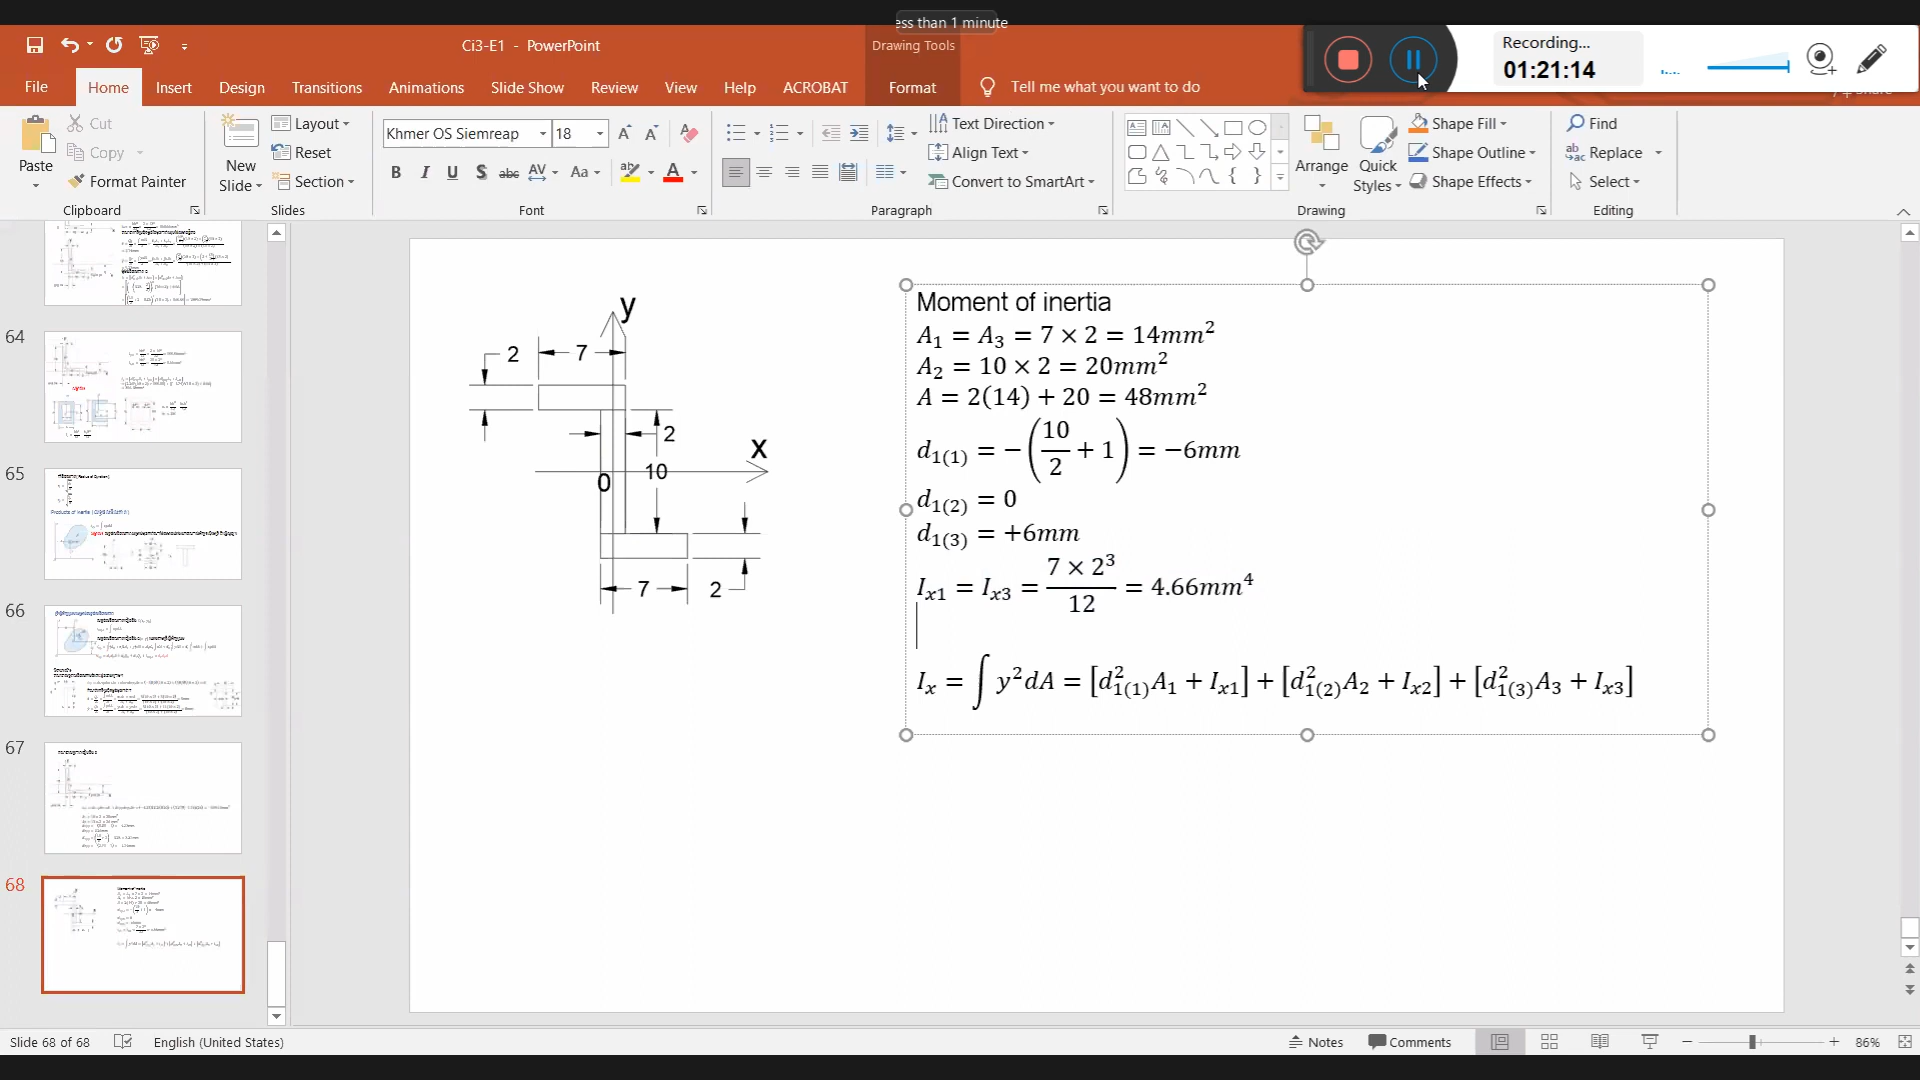 ess than 1 minute
Ci3-E1 - PowerPoint
Drawing Tools
Recording...
01:21:14
File Home Insert Design Transitions Animations Slide Show Review View Help ACROBAT Format Tell me what you want to do
Paste
Cut
Copy
Format Painter
Clipboard
New Slide
Layout
Reset
Section
Slides
Khmer OS Siemreap 18
B I U S abc AV Aa A
Font
Text Direction
Align Text
Convert to SmartArt
Paragraph
Arrange
Quick Styles
Shape Fill
Shape Outline
Shape Effects
Drawing
Find
Replace
Select
Editing
64
65
66
67
68
y
2
7
2
x
0
10
7
2
Moment of inertia
A₁ = A₃ = 7 × 2 = 14mm²
A₂ = 10 × 2 = 20mm²
A = 2(14) + 20 = 48mm²
d₁₍₁₎ = −(10/2 + 1) = −6mm
d₁₍₂₎ = 0
d₁₍₃₎ = +6mm
Iₓ₁ = Iₓ₃ = 7 × 2³/12 = 4.66mm⁴
Iₓ = ∫ y²dA = [d²₁₍₁₎A₁ + Iₓ₁] + [d²₁₍₂₎A₂ + Iₓ₂] + [d²₁₍₃₎A₃ + Iₓ₃]
Slide 68 of 68 English (United States) Notes Comments 86%